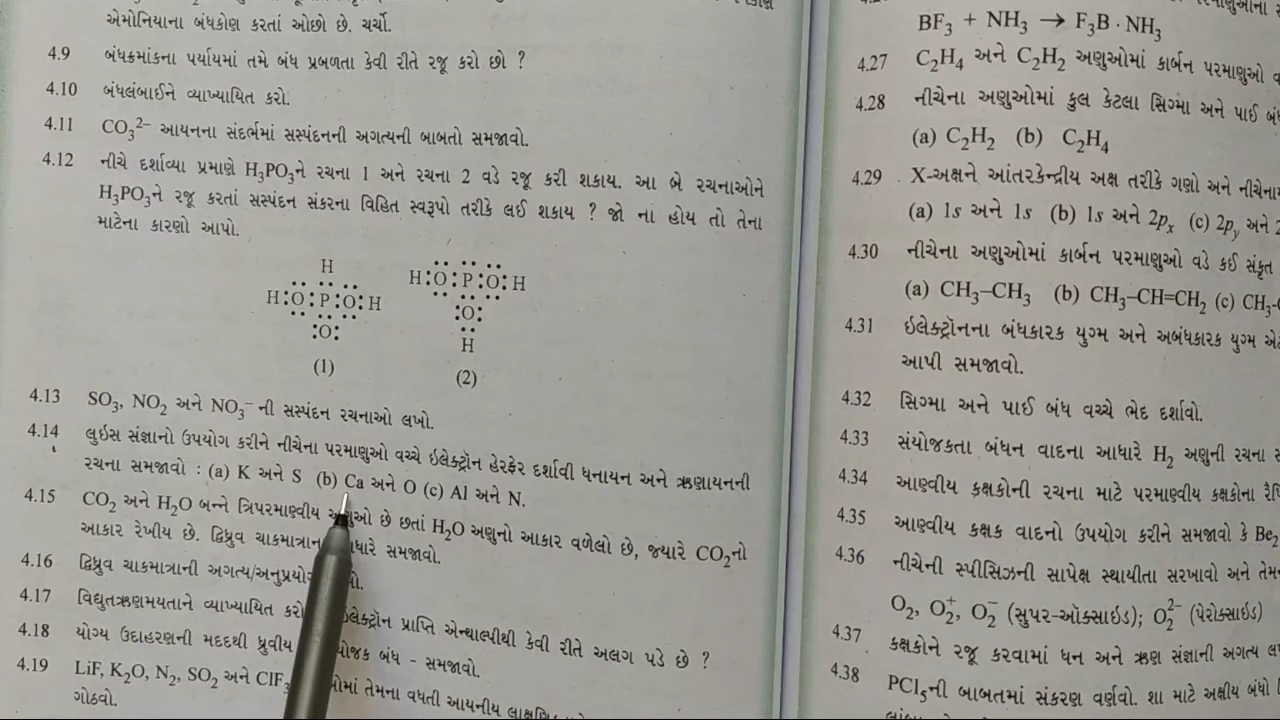 એમોનિયાના બંધકોણ કરતાં ઓછો છે. ચર્ચો.
4.9 બંધક્રમાંકના પર્યાયમાં તમે બંધ પ્રબળતા કેવી રીતે રજૂ કરો છો ?
4.10 બંધલંબાઈને વ્યાખ્યાયિત કરો.
4.11 CO₃²⁻ આયનના સંદર્ભમાં સસ્પંદનની અગત્યની બાબતો સમજાવો.
4.12 નીચે દર્શાવ્યા પ્રમાણે H₃PO₃ને રચના 1 અને રચના 2 વડે રજૂ કરી શકાય. આ બે રચનાઓને
H₃PO₃ને રજૂ કરતાં સસ્પંદન સંકરના વિહિત સ્વરૂપો તરીકે લઈ શકાય ? જો ના હોય તો તેના
માટેના કારણો આપો.
H
H:O:P:O:H
:O:
(1)
H:O:P:O:H
:O:
H
(2)
4.13 SO₃, NO₂ અને NO₃⁻ ની સસ્પંદન રચનાઓ લખો.
4.14 લુઇસ સંજ્ઞાનો ઉપયોગ કરીને નીચેના પરમાણુઓ વચ્ચે ઇલેક્ટ્રૉન હેરફેર દર્શાવી ધનાયન અને ઋણાયનની
રચના સમજાવો : (a) K અને S (b) Ca અને O (c) Al અને N.
4.15 CO₂ અને H₂O બન્ને ત્રિપરમાણ્વીય અણુઓ છે છતાં H₂O અણુનો આકાર વળેલો છે, જ્યારે CO₂નો
આકાર રેખીય છે. દ્વિધ્રુવ ચાકમાત્રાના આધારે સમજાવો.
4.16 દ્વિધ્રુવ ચાકમાત્રાની અગત્ય/અનુપ્રયોગ
4.17 વિદ્યુતઋણમયતાને વ્યાખ્યાયિત કરો ઇલેક્ટ્રૉન પ્રાપ્તિ એન્થાલ્પીથી કેવી રીતે અલગ પડે છે ?
4.18 યોગ્ય ઉદાહરણની મદદથી ધ્રુવીય બંધ - સમજાવો.
4.19 LiF, K₂O, N₂, SO₂ અને ClF₃ તેમના વધતી આયનીય
ગોઠવો.
BF₃ + NH₃ → F₃B · NH₃
4.27 C₂H₄ અને C₂H₂ અણુઓમાં કાર્બન પરમાણુઓ
4.28 નીચેના અણુઓમાં કુલ કેટલા સિગ્મા અને પાઈ
(a) C₂H₂ (b) C₂H₄
4.29 X-અક્ષને આંતરકેન્દ્રીય અક્ષ તરીકે ગણો અને
(a) 1s અને 1s (b) 1s અને 2pₓ (c) 2p_y અને 2
4.30 નીચેના અણુઓમાં કાર્બન પરમાણુઓ વડે કઈ સંકૃત
(a) CH₃–CH₃ (b) CH₃–CH=CH₂ (c) CH₃-
4.31 ઇલેક્ટ્રૉનના બંધકારક યુગ્મ અને અબંધકારક યુગ્મ
આપી સમજાવો.
4.32 સિગ્મા અને પાઈ બંધ વચ્ચે ભેદ દર્શાવો.
4.33 સંયોજકતા બંધન વાદના આધારે H₂ અણુની રચના
4.34 આણ્વીય કક્ષકોની રચના માટે પરમાણ્વીય કક્ષકોના
4.35 આણ્વીય કક્ષક વાદનો ઉપયોગ કરીને સમજાવો કે Be₂
4.36 નીચેની સ્પીસિઝની સાપેક્ષ સ્થાયીતા સરખાવો અને
O₂, O₂⁺, O₂⁻ (સુપર-ઑક્સાઇડ); O₂²⁻ (પેરોક્સાઇડ)
4.37 કક્ષકોને રજૂ કરવામાં ધન અને ઋણ સંજ્ઞાની અગત્ય
4.38 PCl₅ની બાબતમાં સંકરણ વર્ણવો. શા માટે અક્ષીય બંધો